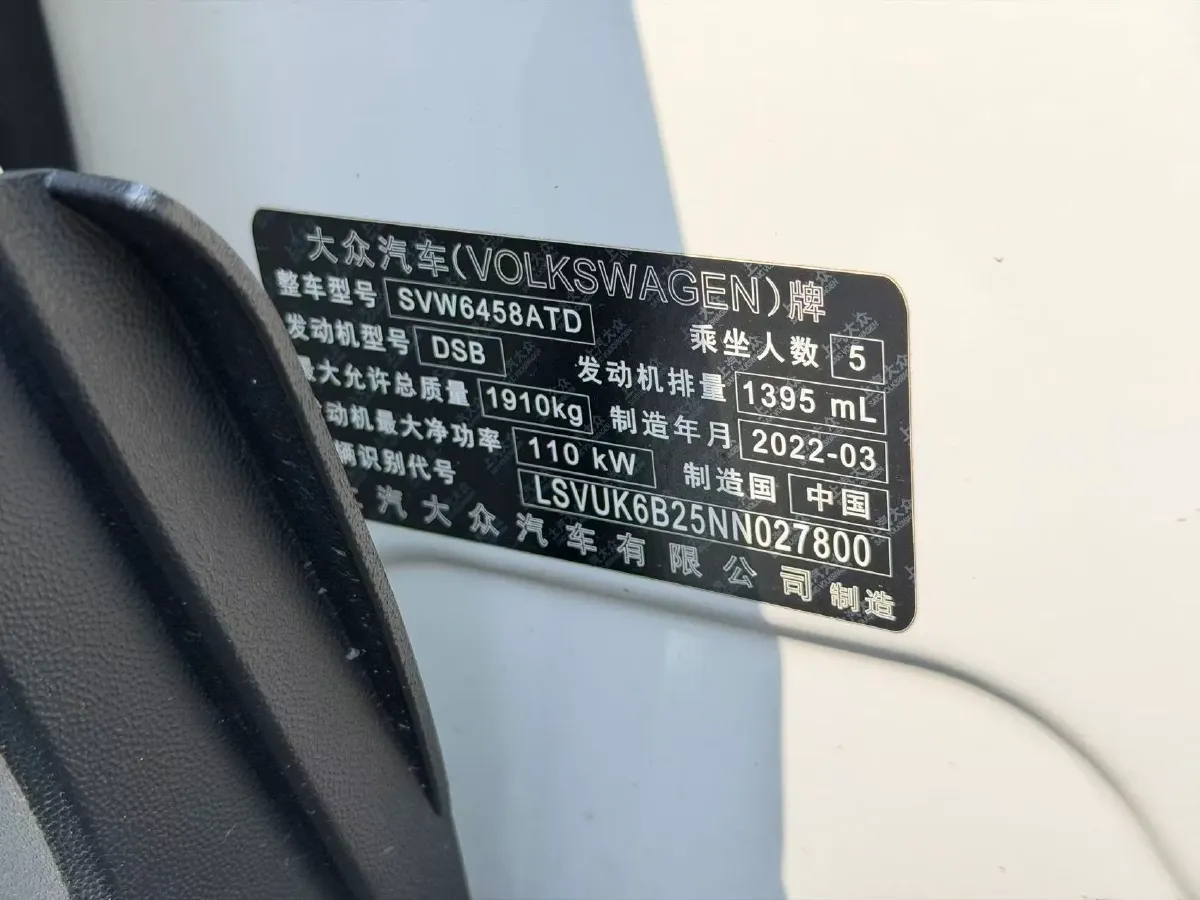 大众汽车(VOLKSWAGEN)牌
整车型号 SVW6458ATD 乘坐人数 5
发动机型号 DSB 发动机排量 1395 mL
最大允许总质量 1910kg 制造年月 2022-03
动机最大净功率 110 kW 制造国 中国
辆识别代号 LSVUK6B25NN027800
汽大众汽车有限公司制造